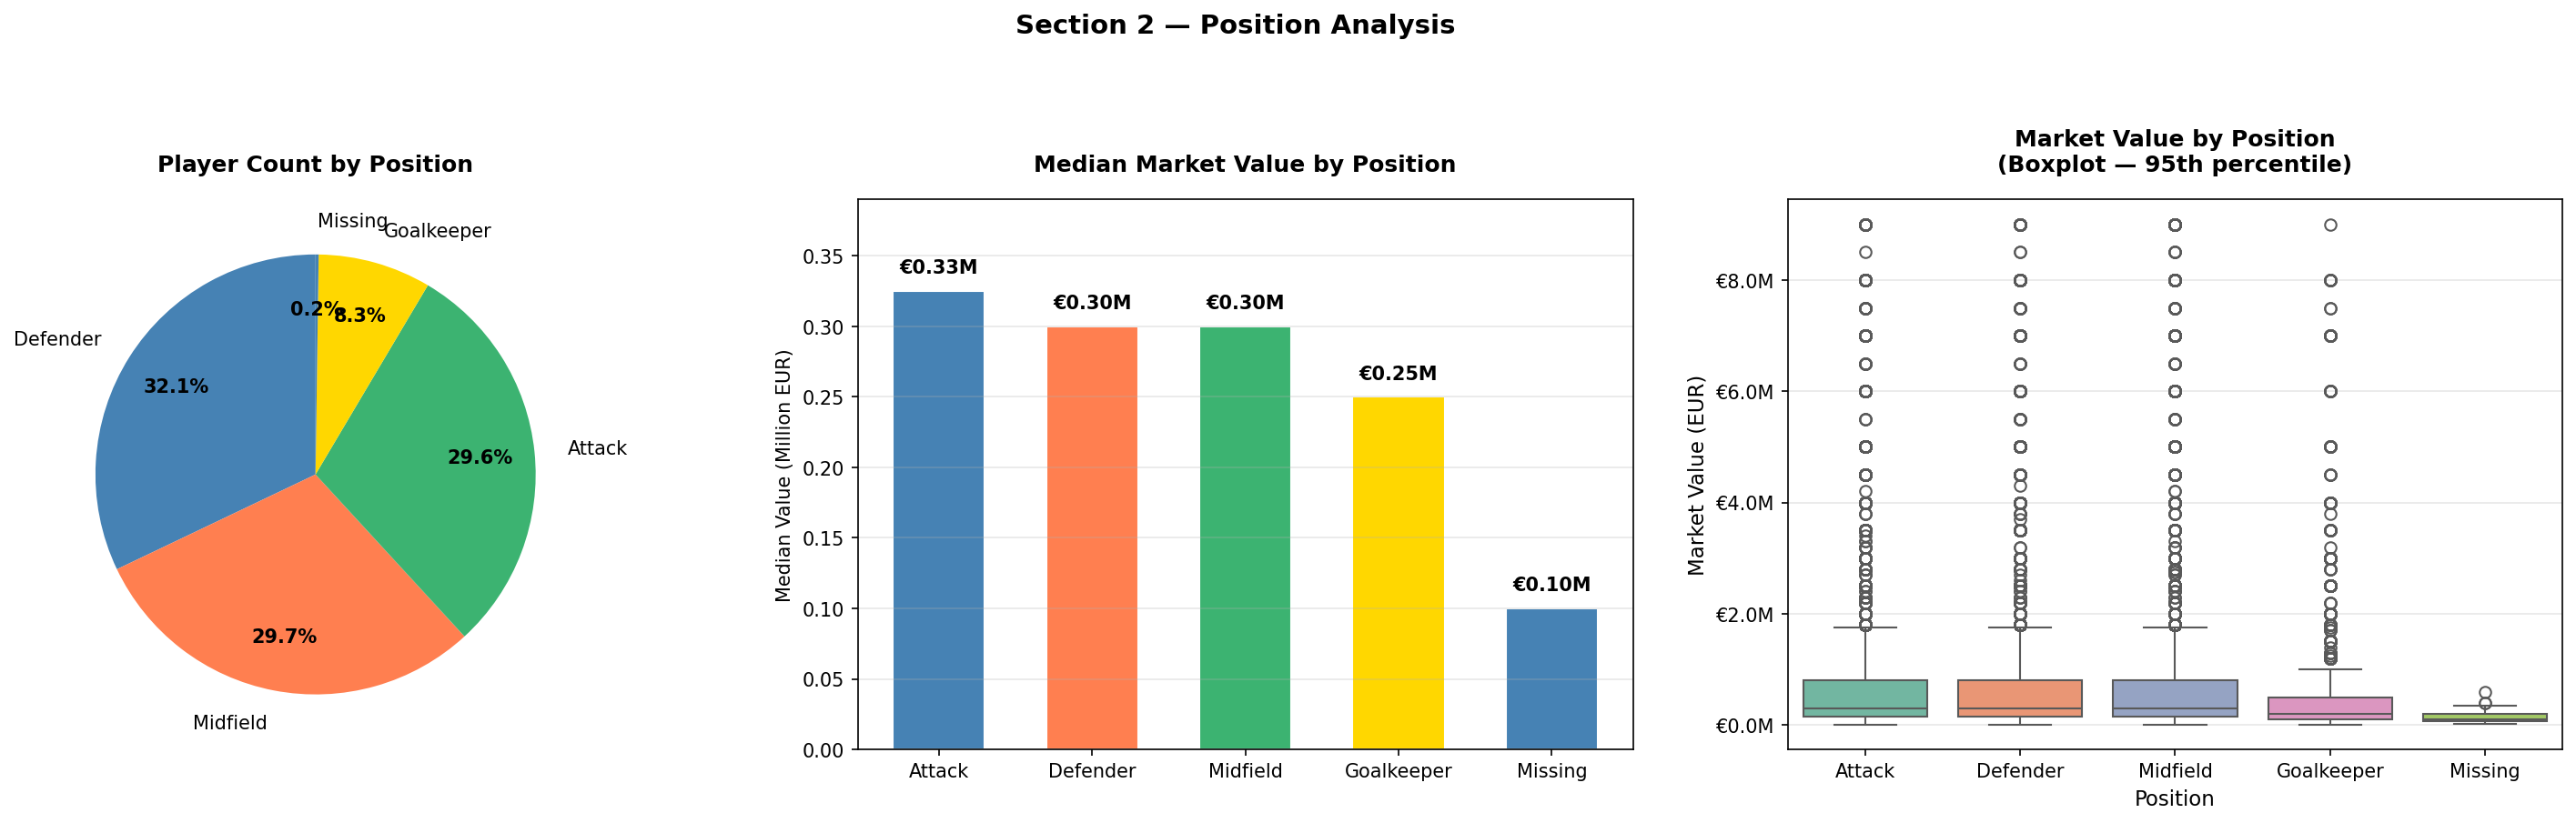 Section 2 — Position Analysis
Player Count by Position
Missing
Goalkeeper
Defender
Attack
Midfield
0.2%
8.3%
32.1%
29.6%
29.7%
Median Market Value by Position
Median Value (Million EUR)
0.35
0.30
0.25
0.20
0.15
0.10
0.05
0.00
€0.33M
€0.30M
€0.30M
€0.25M
€0.10M
Attack
Defender
Midfield
Goalkeeper
Missing
Market Value by Position
(Boxplot — 95th percentile)
Market Value (EUR)
€8.0M
€6.0M
€4.0M
€2.0M
€0.0M
Attack
Defender
Midfield
Goalkeeper
Missing
Position